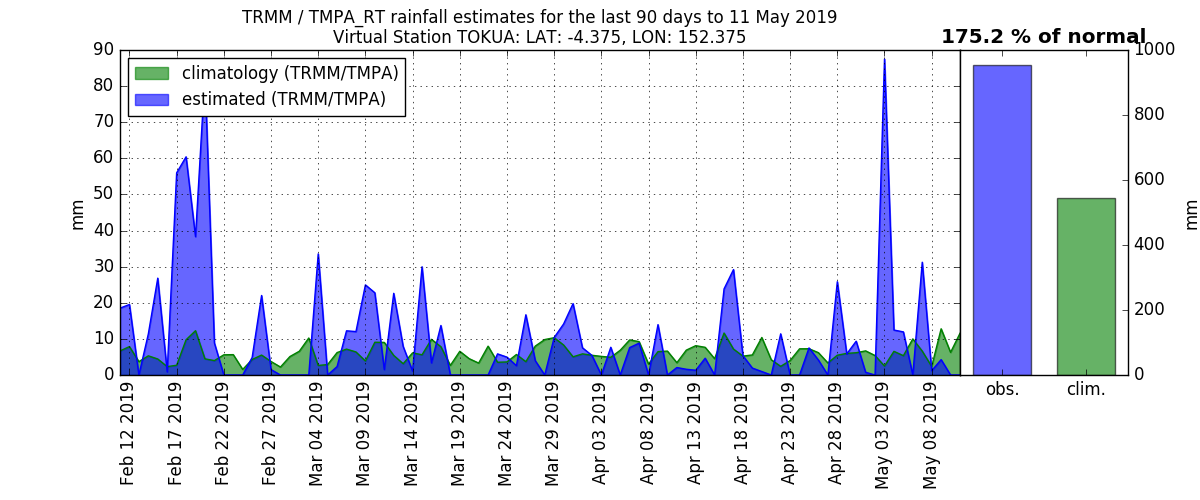 TRMM / TMPA_RT rainfall estimates for the last 90 days to 11 May 2019
Virtual Station TOKUA: LAT: -4.375, LON: 152.375
175.2 % of normal
climatology (TRMM/TMPA)
estimated (TRMM/TMPA)
mm
90
80
70
60
50
40
30
20
10
0
Feb 12 2019
Feb 17 2019
Feb 22 2019
Feb 27 2019
Mar 04 2019
Mar 09 2019
Mar 14 2019
Mar 19 2019
Mar 24 2019
Mar 29 2019
Apr 03 2019
Apr 08 2019
Apr 13 2019
Apr 18 2019
Apr 23 2019
Apr 28 2019
May 03 2019
May 08 2019
obs.
clim.
1000
800
600
400
200
0
mm